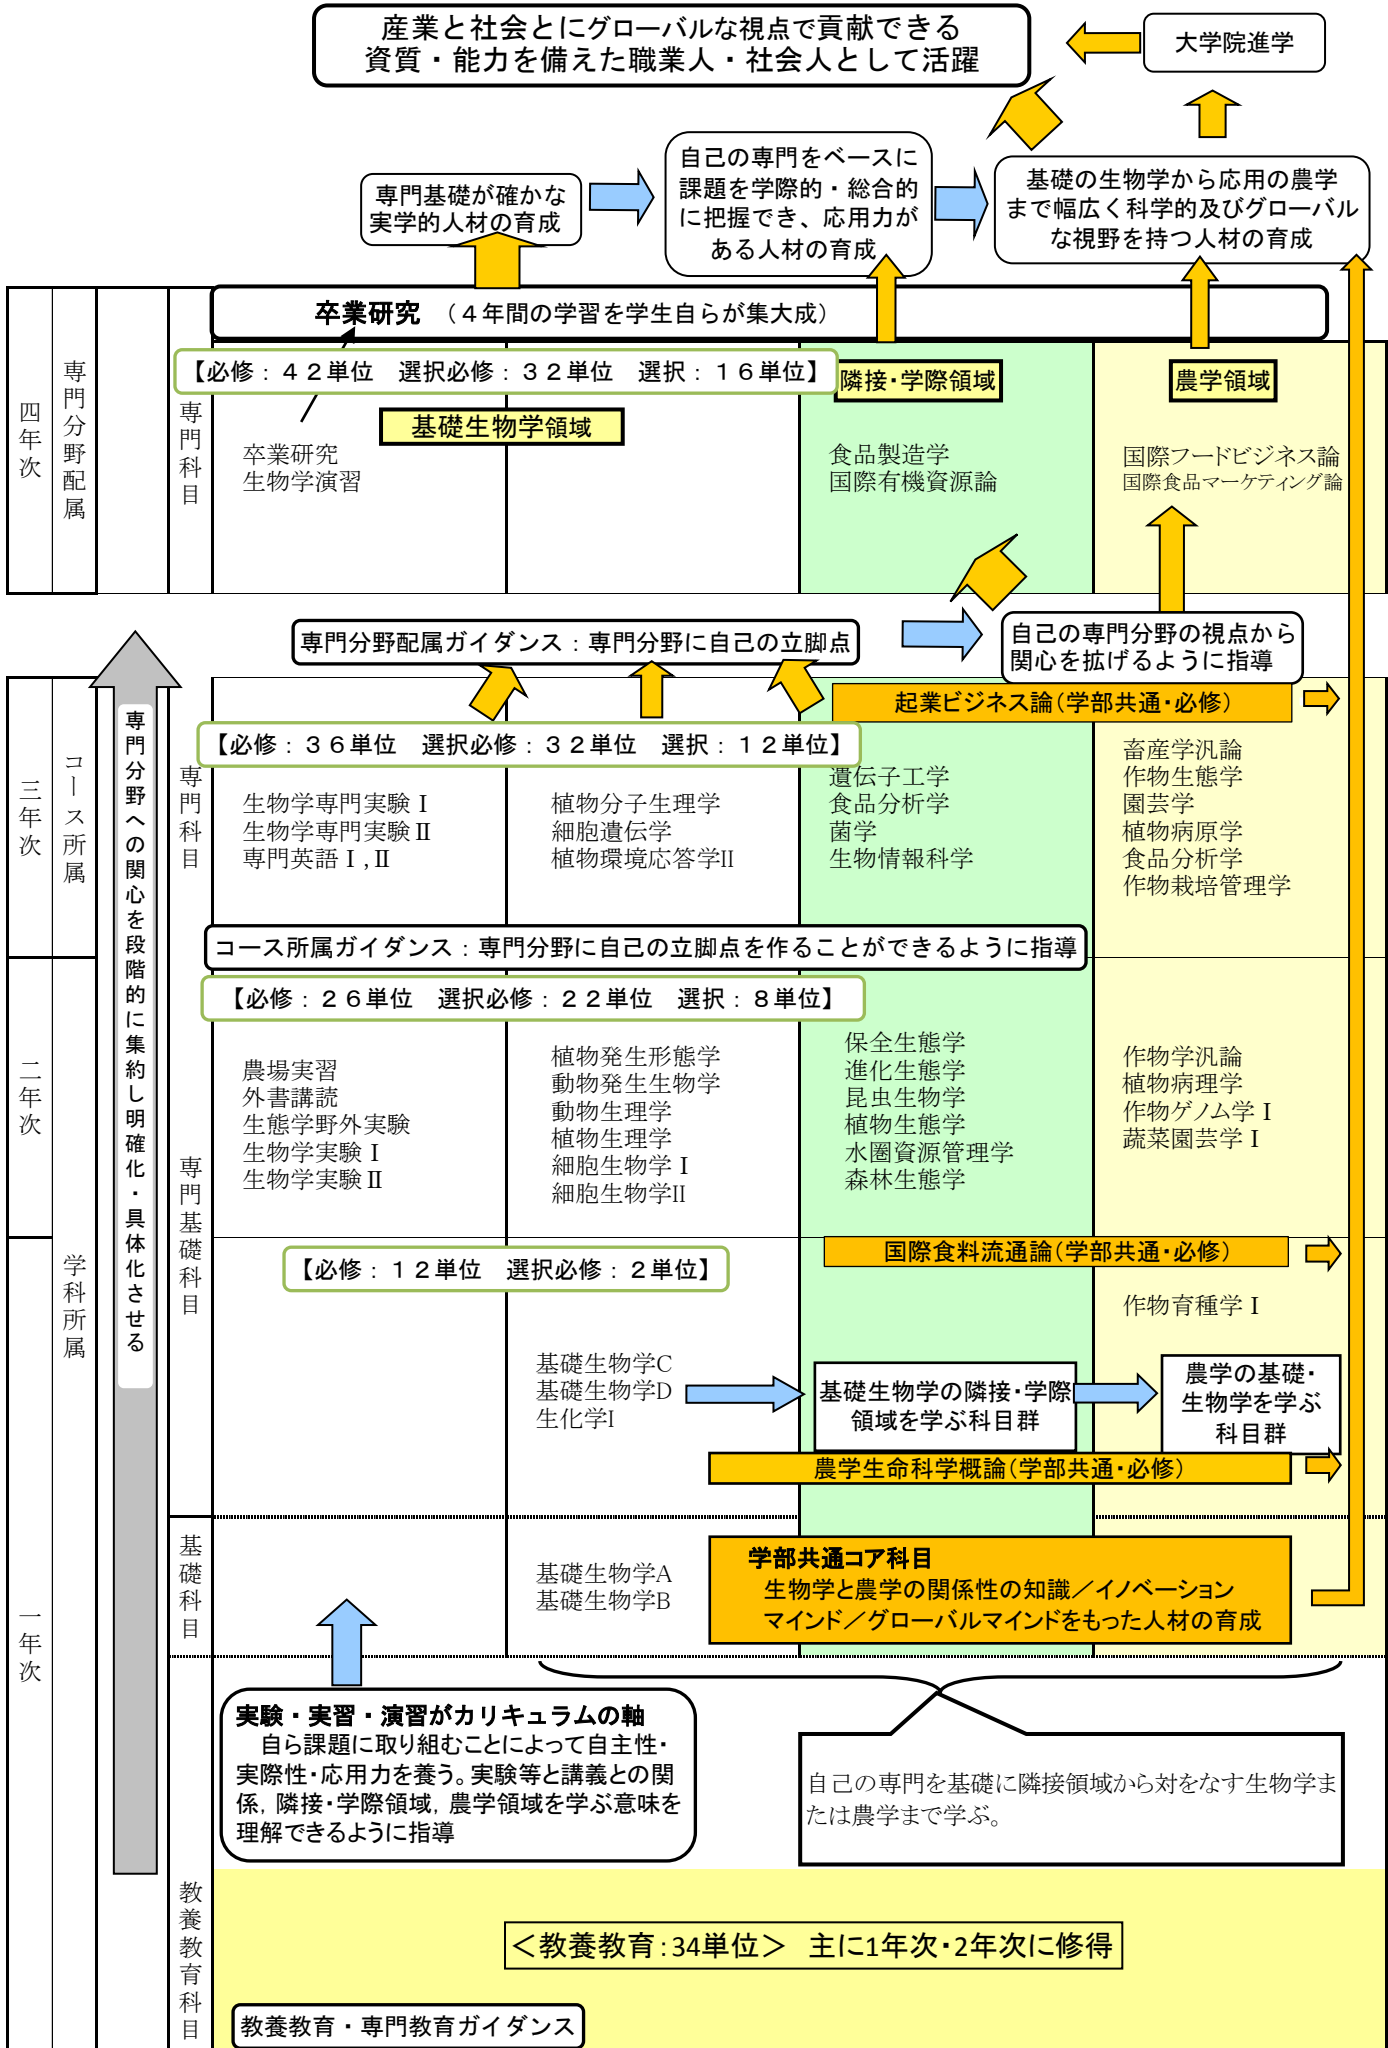 産業と社会とにグローバルな視点で貢献できる
資質・能力を備えた職業人・社会人として活躍
大学院進学
専門基礎が確かな
実学的人材の育成
自己の専門をベースに
課題を学際的・総合的
に把握でき、応用力が
ある人材の育成
基礎の生物学から応用の農学
まで幅広く科学的及びグローバル
な視野を持つ人材の育成
四年次
専門分野配属
専門科目
卒業研究 （４年間の学習を学生自らが集大成）
【必修：４２単位 選択必修：３２単位 選択：１６単位】
基礎生物学領域
隣接・学際領域
農学領域
卒業研究
生物学演習
食品製造学
国際有機資源論
国際フードビジネス論
国際食品マーケティング論
専門分野配属ガイダンス：専門分野に自己の立脚点
自己の専門分野の視点から
関心を拡げるように指導
専門分野への関心を段階的に集約し明確化・具体化させる
三年次
コース所属
専門科目
起業ビジネス論（学部共通・必修）
【必修：３６単位 選択必修：３２単位 選択：１２単位】
生物学専門実験Ⅰ
生物学専門実験Ⅱ
専門英語Ⅰ,Ⅱ
植物分子生理学
細胞遺伝学
植物環境応答学II
遺伝子工学
食品分析学
菌学
生物情報科学
畜産学汎論
作物生態学
園芸学
植物病原学
食品分析学
作物栽培管理学
コース所属ガイダンス：専門分野に自己の立脚点を作ることができるように指導
二年次
学科所属
専門基礎科目
【必修：２６単位 選択必修：２２単位 選択：８単位】
農場実習
外書講読
生態学野外実験
生物学実験Ⅰ
生物学実験Ⅱ
植物発生形態学
動物発生生物学
動物生理学
植物生理学
細胞生物学Ⅰ
細胞生物学II
保全生態学
進化生態学
昆虫生物学
植物生態学
水圏資源管理学
森林生態学
作物学汎論
植物病理学
作物ゲノム学Ⅰ
蔬菜園芸学Ⅰ
一年次
【必修：１２単位 選択必修：２単位】
国際食料流通論（学部共通・必修）
作物育種学Ⅰ
基礎生物学C
基礎生物学D
生化学I
基礎生物学の隣接・学際
領域を学ぶ科目群
農学の基礎・
生物学を学ぶ
科目群
農学生命科学概論（学部共通・必修）
基礎科目
基礎生物学A
基礎生物学B
学部共通コア科目
生物学と農学の関係性の知識／イノベーション
マインド／グローバルマインドをもった人材の育成
実験・実習・演習がカリキュラムの軸
自ら課題に取り組むことによって自主性・
実際性・応用力を養う。実験等と講義との関
係，隣接・学際領域，農学領域を学ぶ意味を
理解できるように指導
自己の専門を基礎に隣接領域から対をなす生物学ま
たは農学まで学ぶ。
教養教育科目
＜教養教育：34単位＞ 主に1年次・2年次に修得
教養教育・専門教育ガイダンス